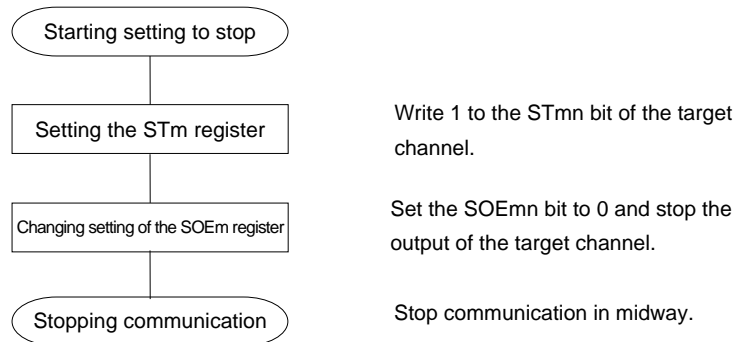 Starting setting to stop
Setting the STm register
Write 1 to the STmn bit of the target
channel.
Changing setting of the SOEm register
Set the SOEmn bit to 0 and stop the
output of the target channel.
Stopping communication
Stop communication in midway.